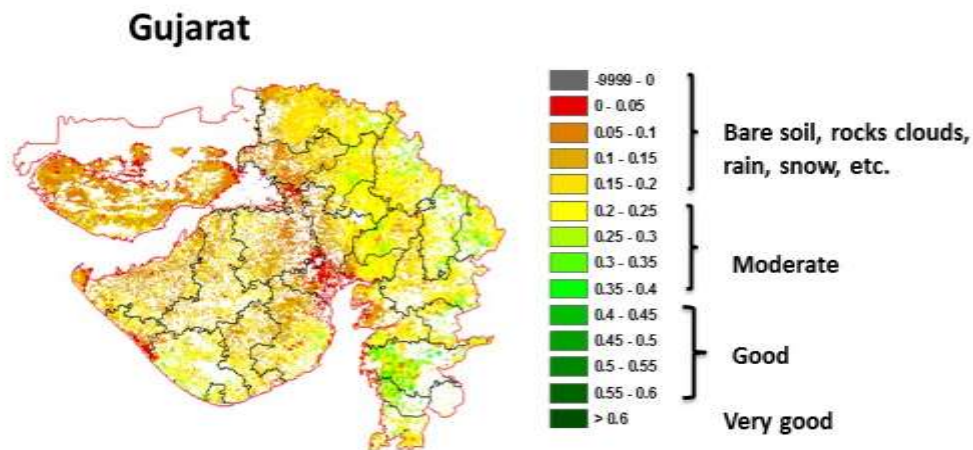 Gujarat
-9999 - 0
0 - 0.05
0.05 - 0.1
0.1 - 0.15
0.15 - 0.2
Bare soil, rocks clouds,
rain, snow, etc.
0.2 - 0.25
0.25 - 0.3
0.3 - 0.35
0.35 - 0.4
Moderate
0.4 - 0.45
0.45 - 0.5
0.5 - 0.55
0.55 - 0.6
Good
> 0.6
Very good